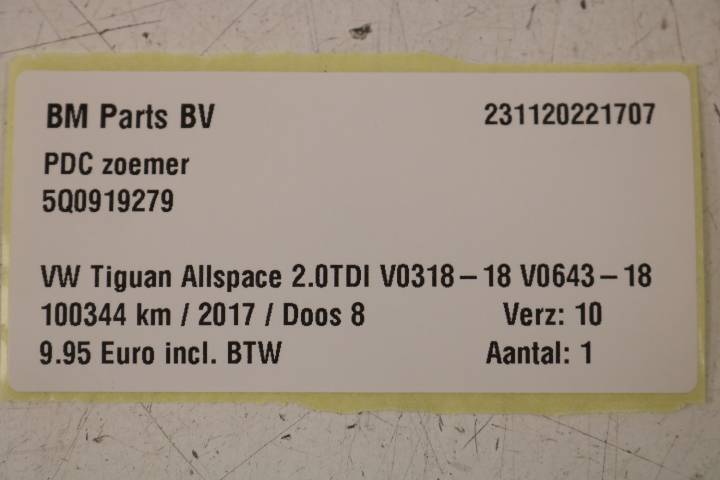 BM Parts BV 231120221707
PDC zoemer
5Q0919279
VW Tiguan Allspace 2.0TDI V0318-18 V0643-18
100344 km / 2017 / Doos 8 Verz: 10
9.95 Euro incl. BTW Aantal: 1